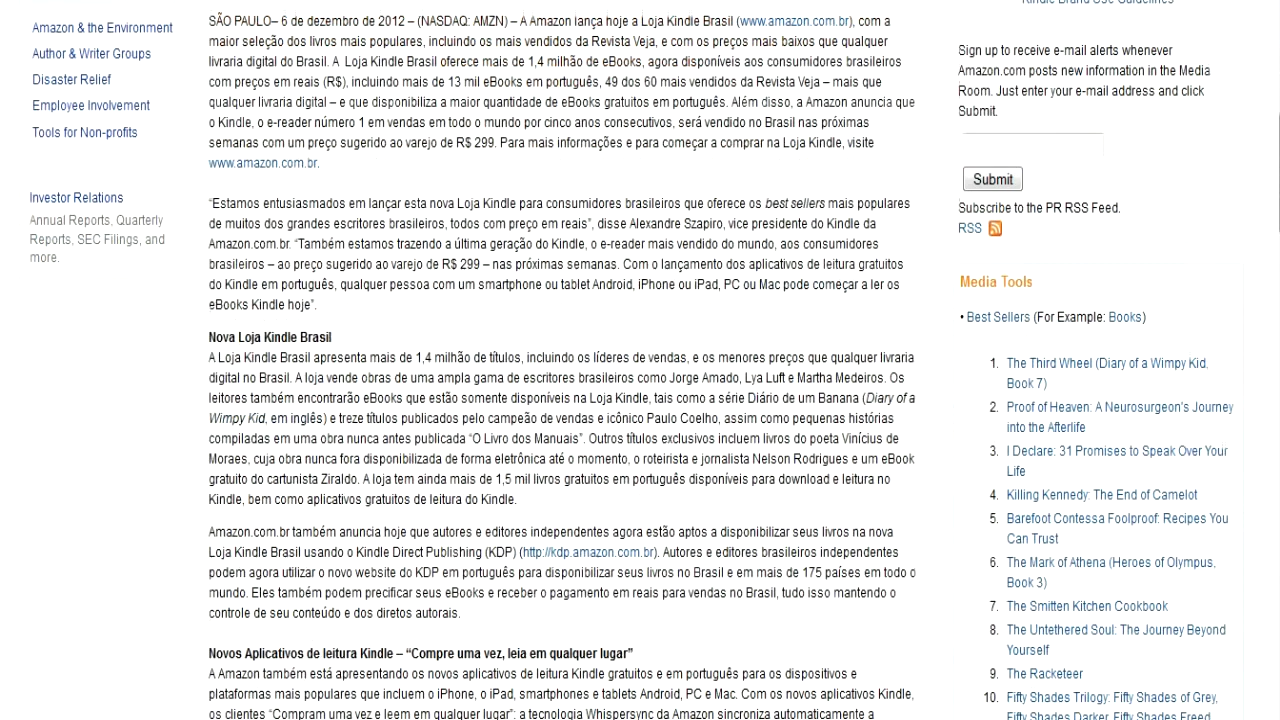 Amazon & the Environment
Author & Writer Groups
Disaster Relief
Employee Involvement
Tools for Non-profits
Investor Relations
Annual Reports, Quarterly
Reports, SEC Filings, and
more.
SÃO PAULO– 6 de dezembro de 2012 – (NASDAQ: AMZN) – A Amazon lança hoje a Loja Kindle Brasil (www.amazon.com.br), com a
maior seleção dos livros mais populares, incluindo os mais vendidos da Revista Veja, e com os preços mais baixos que qualquer
livraria digital do Brasil. A Loja Kindle Brasil oferece mais de 1,4 milhão de eBooks, agora disponíveis aos consumidores brasileiros
com preços em reais (R$), incluindo mais de 13 mil eBooks em português, 49 dos 60 mais vendidos da Revista Veja – mais que
qualquer livraria digital – e que disponibiliza a maior quantidade de eBooks gratuitos em português. Além disso, a Amazon anuncia que
o Kindle, o e-reader número 1 em vendas em todo o mundo por cinco anos consecutivos, será vendido no Brasil nas próximas
semanas com um preço sugerido ao varejo de R$ 299. Para mais informações e para começar a comprar na Loja Kindle, visite
www.amazon.com.br.
“Estamos entusiasmados em lançar esta nova Loja Kindle para consumidores brasileiros que oferece os best sellers mais populares
de muitos dos grandes escritores brasileiros, todos com preço em reais”, disse Alexandre Szapiro, vice presidente do Kindle da
Amazon.com.br. “Também estamos trazendo a última geração do Kindle, o e-reader mais vendido do mundo, aos consumidores
brasileiros – ao preço sugerido ao varejo de R$ 299 – nas próximas semanas. Com o lançamento dos aplicativos de leitura gratuitos
do Kindle em português, qualquer pessoa com um smartphone ou tablet Android, iPhone ou iPad, PC ou Mac pode começar a ler os
eBooks Kindle hoje”.
Nova Loja Kindle Brasil
A Loja Kindle Brasil apresenta mais de 1,4 milhão de títulos, incluindo os líderes de vendas, e os menores preços que qualquer livraria
digital no Brasil. A loja vende obras de uma ampla gama de escritores brasileiros como Jorge Amado, Lya Luft e Martha Medeiros. Os
leitores também encontrarão eBooks que estão somente disponíveis na Loja Kindle, tais como a série Diário de um Banana (Diary of a
Wimpy Kid, em inglês) e treze títulos publicados pelo campeão de vendas e icônico Paulo Coelho, assim como pequenas histórias
compiladas em uma obra nunca antes publicada “O Livro dos Manuais”. Outros títulos exclusivos incluem livros do poeta Vinícius de
Moraes, cuja obra nunca fora disponibilizada de forma eletrônica até o momento, o roteirista e jornalista Nelson Rodrigues e um eBook
gratuito do cartunista Ziraldo. A loja tem ainda mais de 1,5 mil livros gratuitos em português disponíveis para download e leitura no
Kindle, bem como aplicativos gratuitos de leitura do Kindle.
Amazon.com.br também anuncia hoje que autores e editores independentes agora estão aptos a disponibilizar seus livros na nova
Loja Kindle Brasil usando o Kindle Direct Publishing (KDP) (http://kdp.amazon.com.br). Autores e editores brasileiros independentes
podem agora utilizar o novo website do KDP em português para disponibilizar seus livros no Brasil e em mais de 175 países em todo o
mundo. Eles também podem precificar seus eBooks e receber o pagamento em reais para vendas no Brasil, tudo isso mantendo o
controle de seu conteúdo e dos diretos autorais.
Novos Aplicativos de leitura Kindle – “Compre uma vez, leia em qualquer lugar”
A Amazon também está apresentando os novos aplicativos de leitura Kindle gratuitos e em português para os dispositivos e
plataformas mais populares que incluem o iPhone, o iPad, smartphones e tablets Android, PC e Mac. Com os novos aplicativos Kindle,
os clientes “Compram uma vez e leem em qualquer lugar”: a tecnologia Whispersync da Amazon sincroniza automaticamente a
Kindle Brand Use Guidelines
Sign up to receive e-mail alerts whenever
Amazon.com posts new information in the Media
Room. Just enter your e-mail address and click
Submit.
Submit
Subscribe to the PR RSS Feed.
RSS
Media Tools
• Best Sellers (For Example: Books)
1. The Third Wheel (Diary of a Wimpy Kid,
Book 7)
2. Proof of Heaven: A Neurosurgeon's Journey
into the Afterlife
3. I Declare: 31 Promises to Speak Over Your
Life
4. Killing Kennedy: The End of Camelot
5. Barefoot Contessa Foolproof: Recipes You
Can Trust
6. The Mark of Athena (Heroes of Olympus,
Book 3)
7. The Smitten Kitchen Cookbook
8. The Untethered Soul: The Journey Beyond
Yourself
9. The Racketeer
10. Fifty Shades Trilogy: Fifty Shades of Grey,
Fifty Shades Darker, Fifty Shades Freed